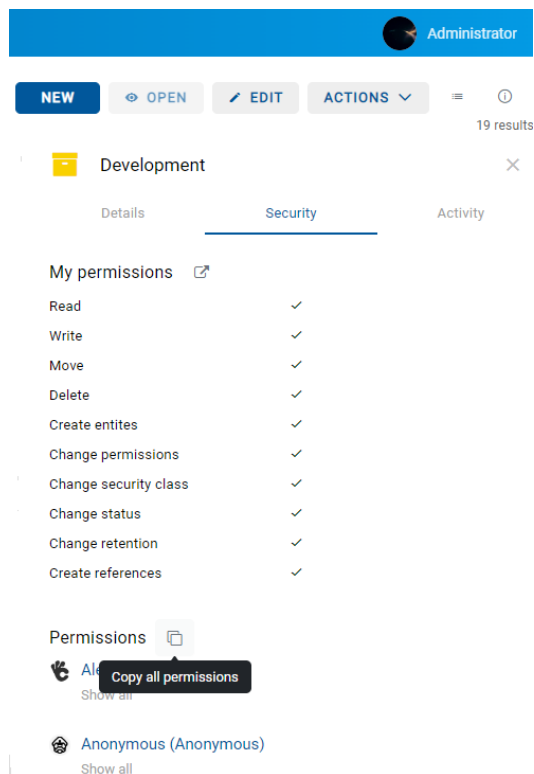 Administrator
NEW
OPEN
EDIT
ACTIONS
19 results
Development
Details
Security
Activity
My permissions
Read
Write
Move
Delete
Create entites
Change permissions
Change security class
Change status
Change retention
Create references
Permissions
Copy all permissions
Show all
Anonymous (Anonymous)
Show all